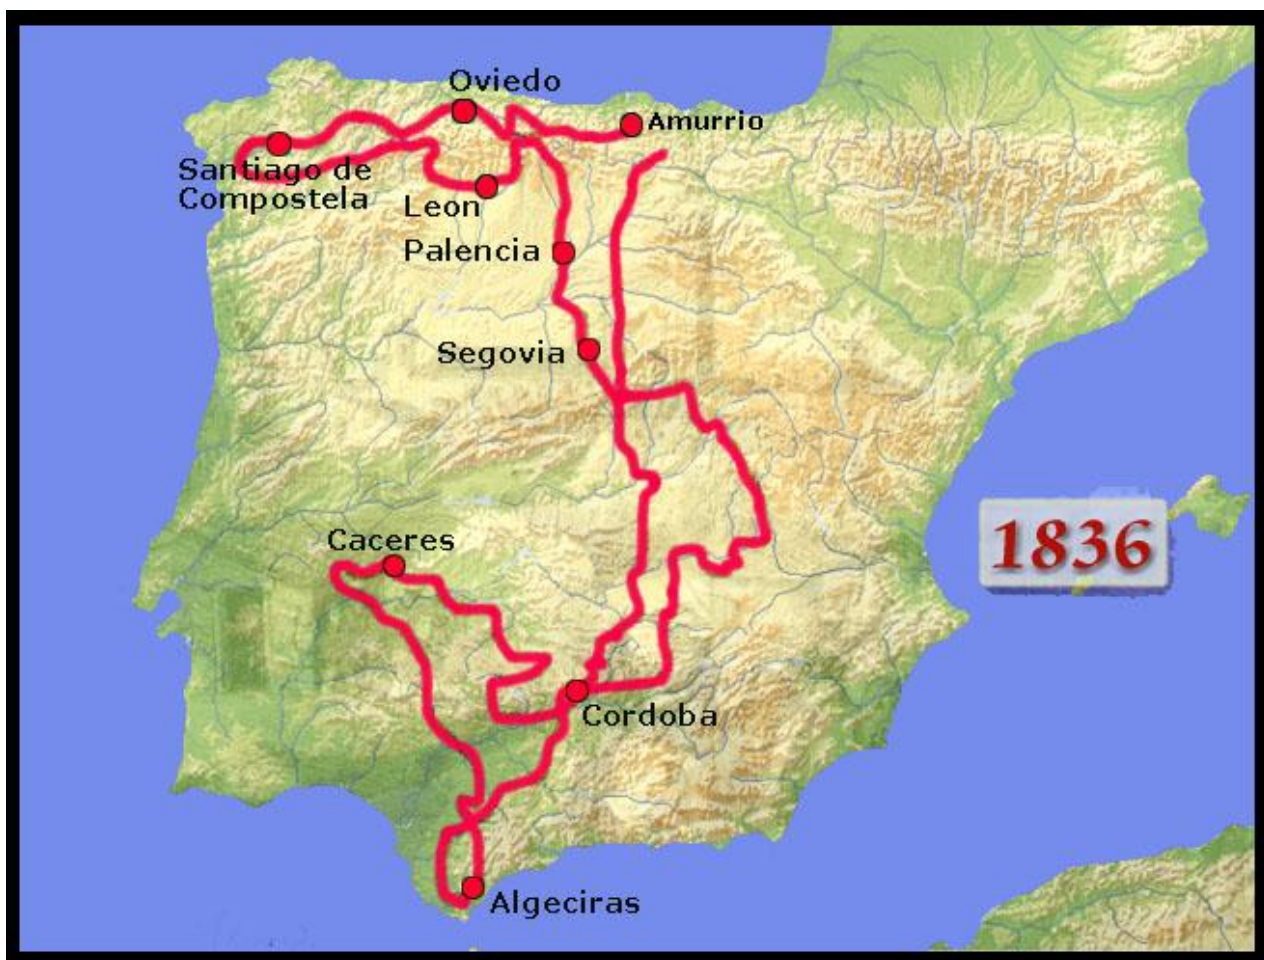 Oviedo
Amurrio
Santiago de
Compostela
Leon
Palencia
Segovia
1836
Caceres
Cordoba
Algeciras